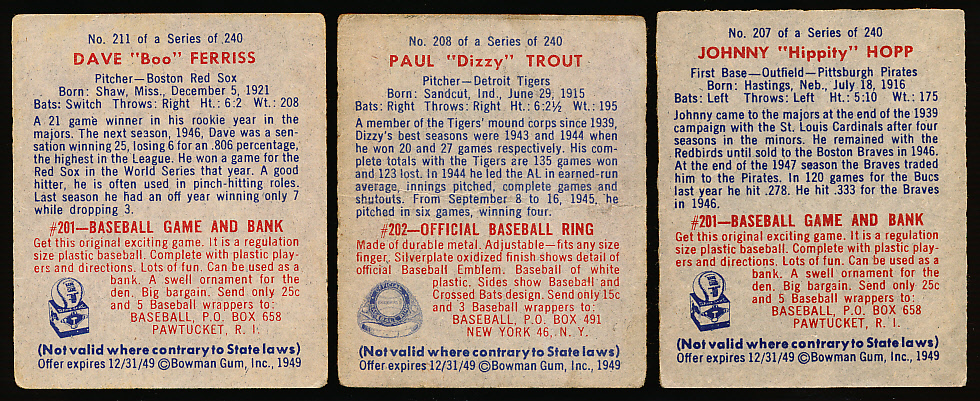 No. 211 of a Series of 240
DAVE "Boo" FERRISS
Pitcher—Boston Red Sox
Born: Shaw, Miss., December 5, 1921
Bats: Switch Throws: Right Ht.: 6:2 Wt.: 208
A 21 game winner in his rookie year in the
majors. The next season, 1946, Dave was a sen-
sation winning 25, losing 6 for an .806 percentage,
the highest in the League. He won a game for the
Red Sox in the World Series that year. A good
hitter, he is often used in pinch-hitting roles.
Last season he had an off year winning only 7
while dropping 3.
#201—BASEBALL GAME AND BANK
Get this original exciting game. It is a regulation
size plastic baseball. Complete with plastic play-
ers and directions. Lots of fun. Can be used as a
bank. A swell ornament for the
den. Big bargain. Send only 25c
and 5 Baseball wrappers to:
BASEBALL, P.O. BOX 658
PAWTUCKET, R. I.
(Not valid where contrary to State laws)
Offer expires 12/31/49 ©Bowman Gum, Inc., 1949
No. 208 of a Series of 240
PAUL "Dizzy" TROUT
Pitcher—Detroit Tigers
Born: Sandcut, Ind., June 29, 1915
Bats: Right Throws: Right Ht.: 6:2½ Wt.: 195
A member of the Tigers' mound corps since 1939,
Dizzy's best seasons were 1943 and 1944 when
he won 20 and 27 games respectively. His com-
plete totals with the Tigers are 135 games won
and 123 lost. In 1944 he led the AL in earned-run
average, innings pitched, complete games and
shutouts. From September 8 to 16, 1945, he
pitched in six games, winning four.
#202—OFFICIAL BASEBALL RING
Made of durable metal. Adjustable—fits any size
finger. Silverplate oxidized finish shows detail of
official Baseball Emblem. Baseball of white
plastic. Sides show Baseball and
Crossed Bats design. Send only 15c
and 3 Baseball wrappers to:
BASEBALL, P.O. BOX 491
NEW YORK 46, N. Y.
(Not valid where contrary to State laws)
Offer expires 12/31/49 ©Bowman Gum, Inc., 1949
No. 207 of a Series of 240
JOHNNY "Hippity" HOPP
First Base—Outfield—Pittsburgh Pirates
Born: Hastings, Neb., July 18, 1916
Bats: Left Throws: Left Ht.: 5:10 Wt.: 175
Johnny came to the majors at the end of the 1939
campaign with the St. Louis Cardinals after four
seasons in the minors. He remained with the
Redbirds until sold to the Boston Braves in 1946.
At the end of the 1947 season the Braves traded
him to the Pirates. In 120 games for the Bucs
last year he hit .278. He hit .333 for the Braves
in 1946.
#201—BASEBALL GAME AND BANK
Get this original exciting game. It is a regulation
size plastic baseball. Complete with plastic play-
ers and directions. Lots of fun. Can be used as a
bank. A swell ornament for the
den. Big bargain. Send only 25c
and 5 Baseball wrappers to:
BASEBALL, P.O. BOX 658
PAWTUCKET, R. I.
(Not valid where contrary to State laws)
Offer expires 12/31/49 ©Bowman Gum, Inc., 1949